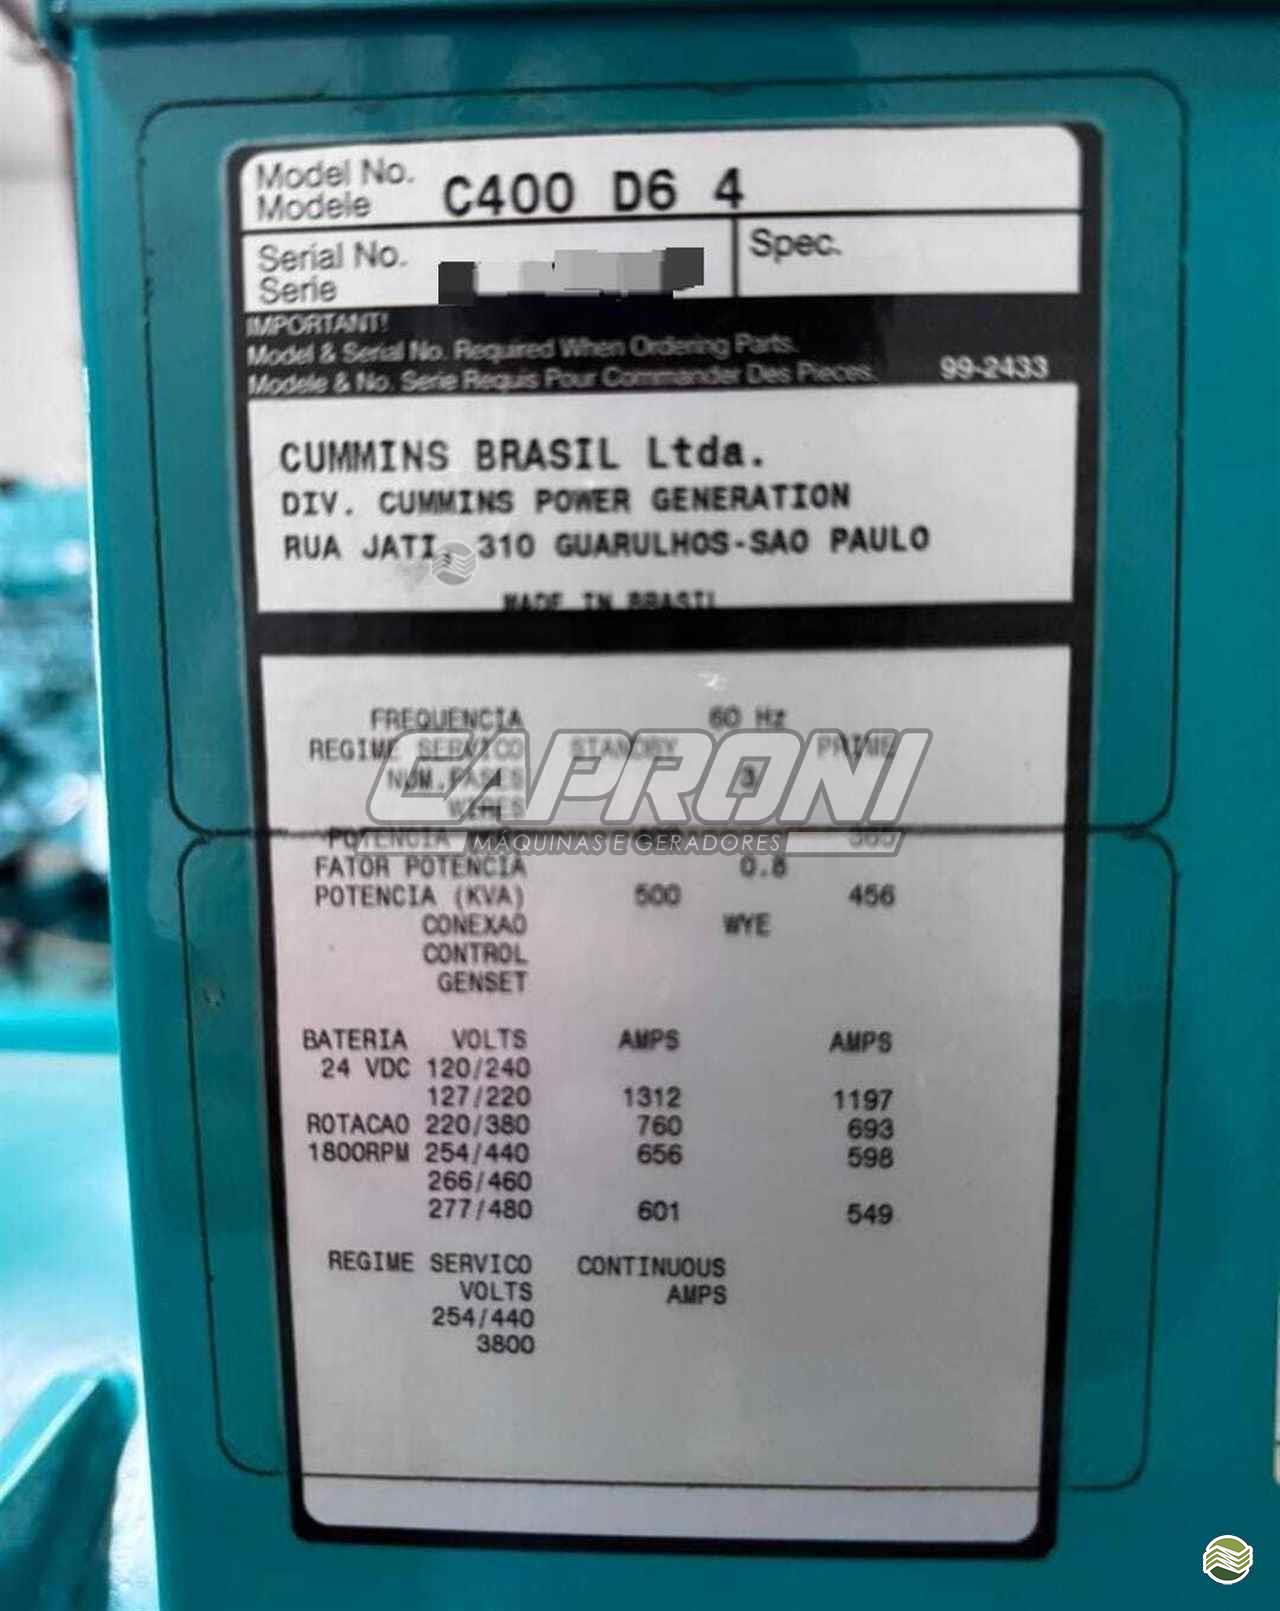 Model No.
Modele
C400 D6 4
Serial No.
Serie
Spec.
IMPORTANT!
Model & Serial No. Required When Ordering Parts.
Modele & No. Serie Requis Pour Commander Des Pieces.
99-2433
CUMMINS BRASIL Ltda.
DIV. CUMMINS POWER GENERATION
RUA JATI, 310 GUARULHOS-SAO PAULO
MADE IN BRASIL
FREQUENCIA 60 Hz
REGIME SERVICO STANDBY PRIME
NUM.FASES 3
WIRES
CAPRONI
MÁQUINAS E GERADORES
POTENCIA
FATOR POTENCIA 0.8
POTENCIA (KVA) 500 456
CONEXAO WYE
CONTROL
GENSET
BATERIA VOLTS AMPS AMPS
24 VDC 120/240
127/220 1312 1197
ROTACAO 220/380 760 693
1800RPM 254/440 656 598
266/460
277/480 601 549
REGIME SERVICO CONTINUOUS
VOLTS AMPS
254/440
3800